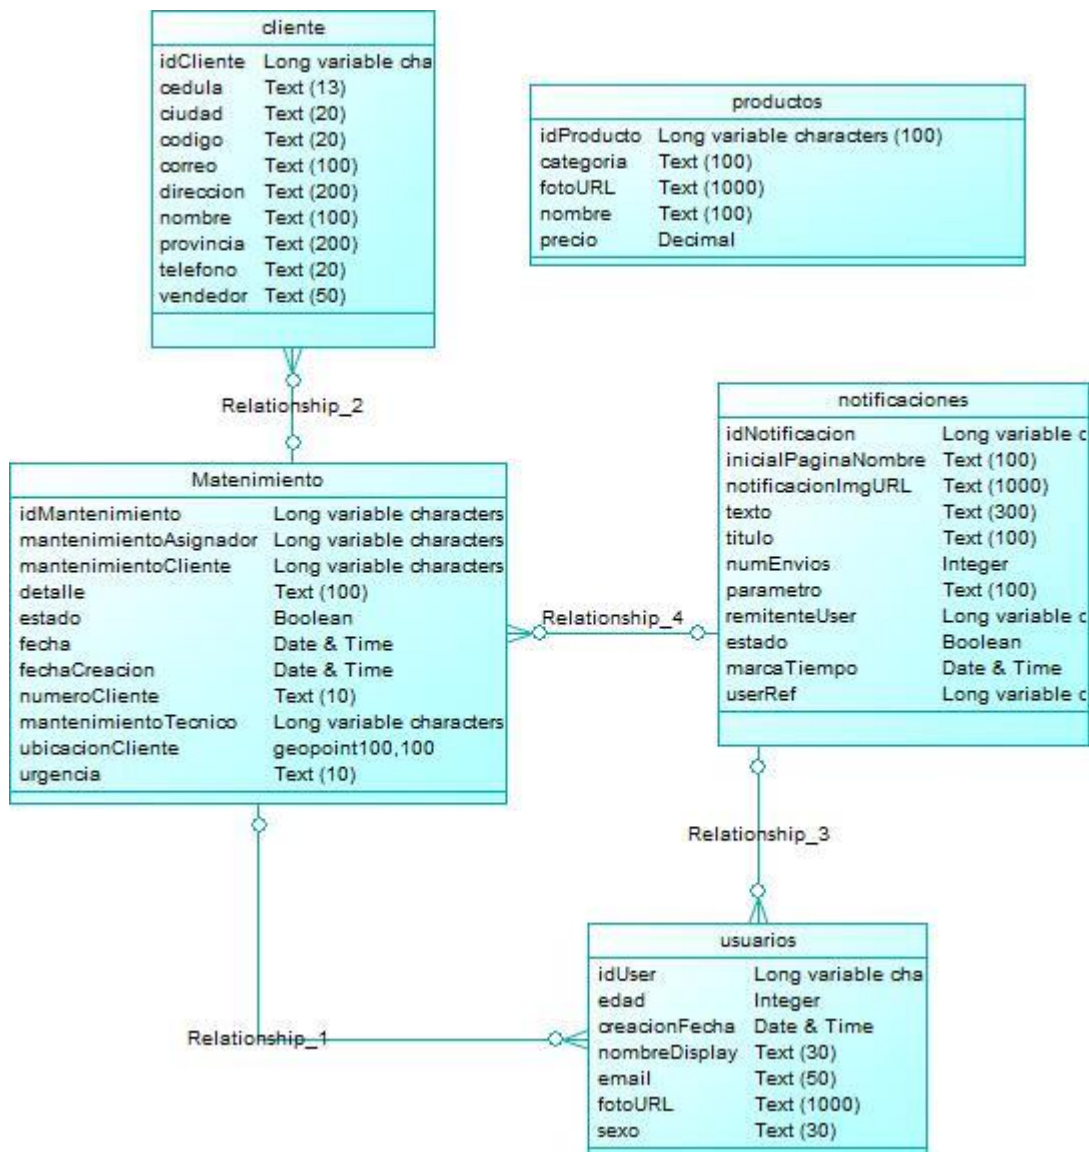 cliente
idCliente Long variable cha
cedula Text (13)
ciudad Text (20)
codigo Text (20)
correo Text (100)
direccion Text (200)
nombre Text (100)
provincia Text (200)
telefono Text (20)
vendedor Text (50)
productos
idProducto Long variable characters (100)
categoria Text (100)
fotoURL Text (1000)
nombre Text (100)
precio Decimal
Relationship_2
notificaciones
idNotificacion Long variable c
inicialPaginaNombre Text (100)
notificacionImgURL Text (1000)
texto Text (300)
titulo Text (100)
numEnvios Integer
parametro Text (100)
remitenteUser Long variable c
estado Boolean
marcaTiempo Date & Time
userRef Long variable c
Matenimiento
idMantenimiento Long variable characters
mantenimientoAsignador Long variable characters
mantenimientoCliente Long variable characters
detalle Text (100)
estado Boolean
fecha Date & Time
fechaCreacion Date & Time
numeroCliente Text (10)
mantenimientoTecnico Long variable characters
ubicacionCliente geopoint100,100
urgencia Text (10)
Relationship_4
Relationship_3
usuarios
idUser Long variable cha
edad Integer
creacionFecha Date & Time
nombreDisplay Text (30)
email Text (50)
fotoURL Text (1000)
sexo Text (30)
Relationship_1